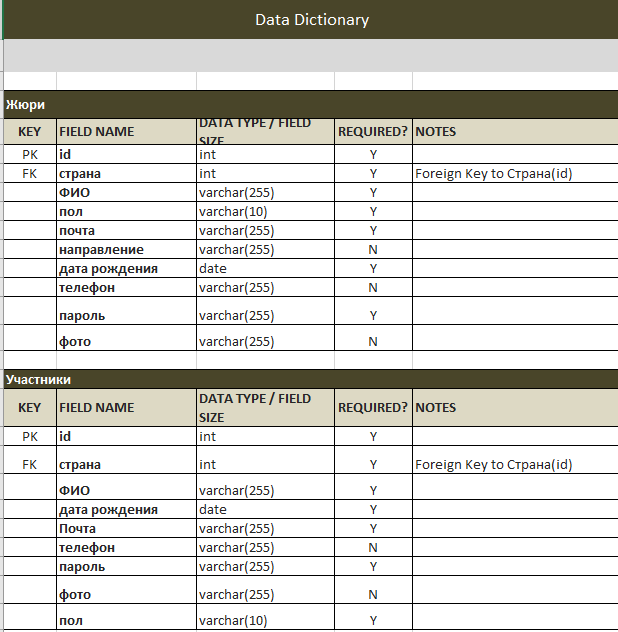 Data Dictionary
Жюри
KEY FIELD NAME DATA TYPE / FIELD SIZE REQUIRED? NOTES
PK id int Y
FK страна int Y Foreign Key to Страна(id)
ФИО varchar(255) Y
пол varchar(10) Y
почта varchar(255) Y
направление varchar(255) N
дата рождения date Y
телефон varchar(255) N
пароль varchar(255) Y
фото varchar(255) N
Участники
KEY FIELD NAME DATA TYPE / FIELD SIZE REQUIRED? NOTES
PK id int Y
FK страна int Y Foreign Key to Страна(id)
ФИО varchar(255) Y
дата рождения date Y
Почта varchar(255) Y
телефон varchar(255) N
пароль varchar(255) Y
фото varchar(255) N
пол varchar(10) Y